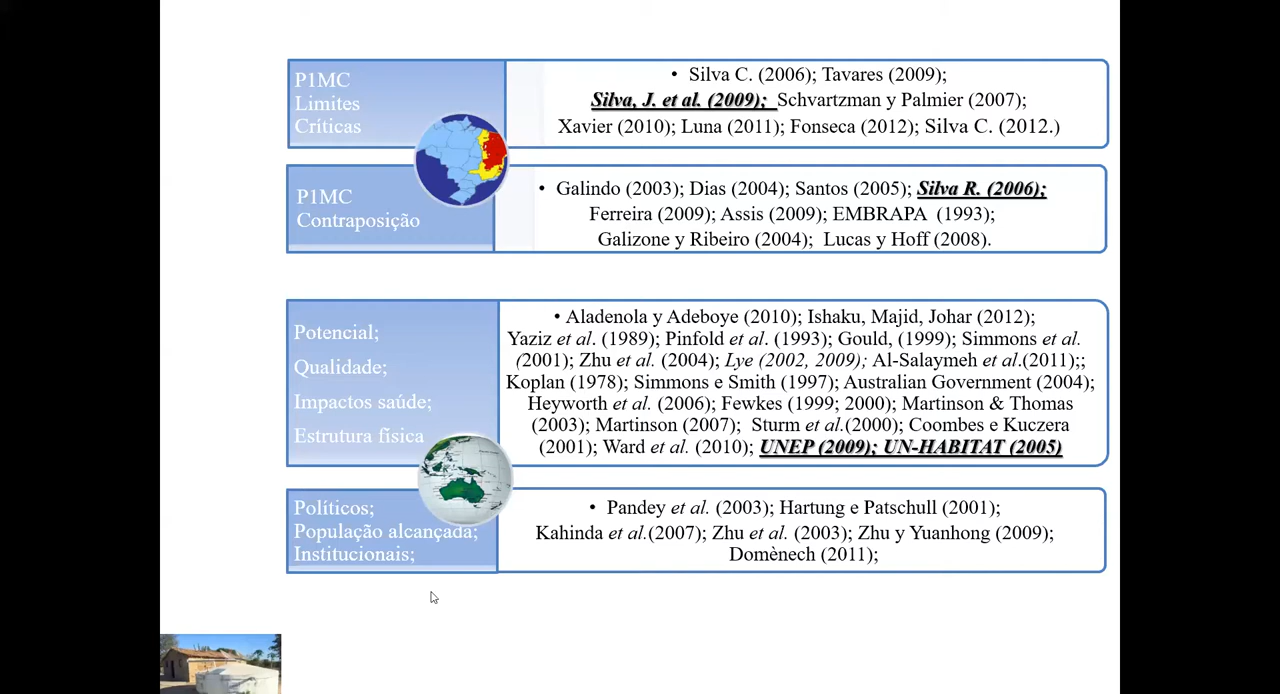 P1MC
Limites
Críticas
• Silva C. (2006); Tavares (2009);
Silva, J. et al. (2009); Schvartzman y Palmier (2007);
Xavier (2010); Luna (2011); Fonseca (2012); Silva C. (2012.)
P1MC
Contraposição
• Galindo (2003); Dias (2004); Santos (2005); Silva R. (2006);
Ferreira (2009); Assis (2009); EMBRAPA (1993);
Galizone y Ribeiro (2004); Lucas y Hoff (2008).
Potencial;
Qualidade;
Impactos saúde;
Estrutura física
• Aladenola y Adeboye (2010); Ishaku, Majid, Johar (2012);
Yaziz et al. (1989); Pinfold et al. (1993); Gould, (1999); Simmons et al.
(2001); Zhu et al. (2004); Lye (2002, 2009); Al-Salaymeh et al.(2011);;
Koplan (1978); Simmons e Smith (1997); Australian Government (2004);
Heyworth et al. (2006); Fewkes (1999; 2000); Martinson & Thomas
(2003); Martinson (2007); Sturm et al.(2000); Coombes e Kuczera
(2001); Ward et al. (2010); UNEP (2009); UN-HABITAT (2005)
Políticos;
População alcançada;
Institucionais;
• Pandey et al. (2003); Hartung e Patschull (2001);
Kahinda et al.(2007); Zhu et al. (2003); Zhu y Yuanhong (2009);
Domènech (2011);